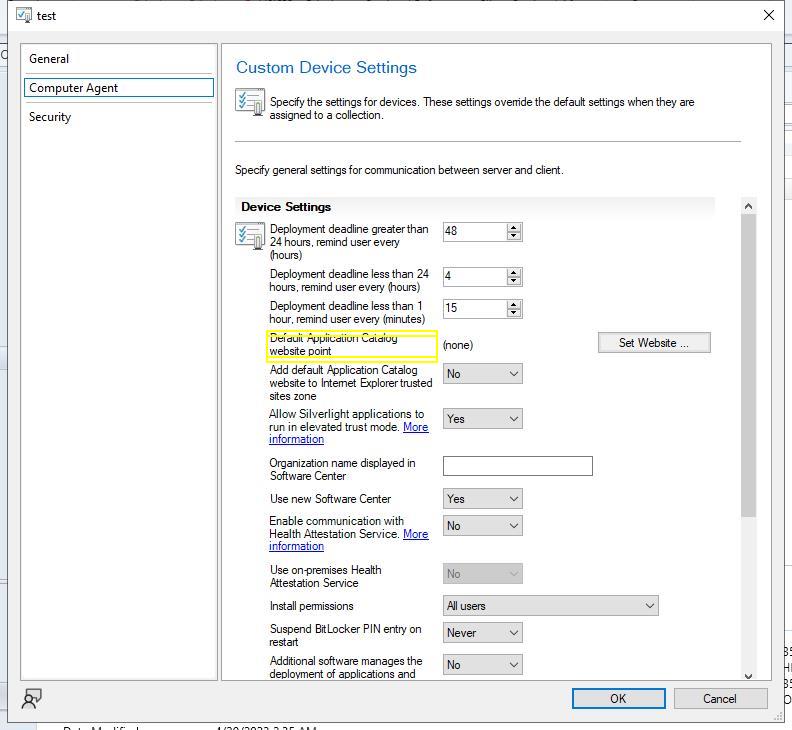 test
General
Computer Agent
Security
Custom Device Settings
Specify the settings for devices. These settings override the default settings when they are
assigned to a collection.
Specify general settings for communication between server and client.
Device Settings
Deployment deadline greater than
24 hours, remind user every
(hours)
48
Deployment deadline less than 24
hours, remind user every (hours)
4
Deployment deadline less than 1
hour, remind user every (minutes)
15
Default Application Catalog
website point
(none)
Set Website ...
Add default Application Catalog
website to Internet Explorer trusted
sites zone
No
Allow Silverlight applications to
run in elevated trust mode. More
information
Yes
Organization name displayed in
Software Center
Use new Software Center
Yes
Enable communication with
Health Attestation Service. More
information
No
Use on-premises Health
Attestation Service
No
Install permissions
All users
Suspend BitLocker PIN entry on
restart
Never
Additional software manages the
deployment of applications and
No
OK
Cancel